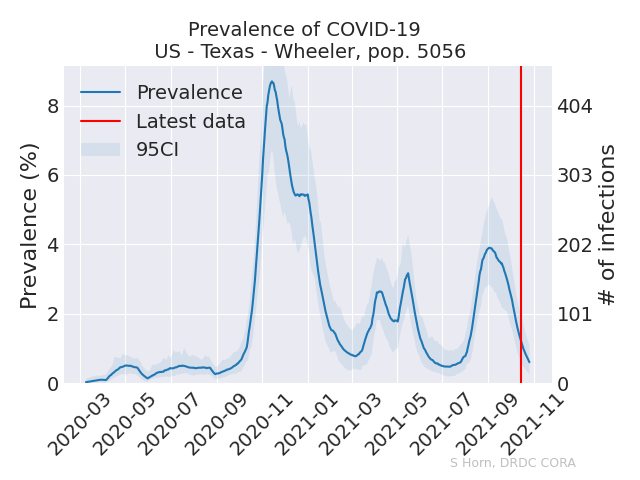 Prevalence of COVID-19
US - Texas - Wheeler, pop. 5056
Prevalence
Latest data
95CI
Prevalence (%)
8
6
4
2
0
# of infections
404
303
202
101
0
2020-03
2020-05
2020-07
2020-09
2020-11
2021-01
2021-03
2021-05
2021-07
2021-09
2021-11
S Horn, DRDC CORA